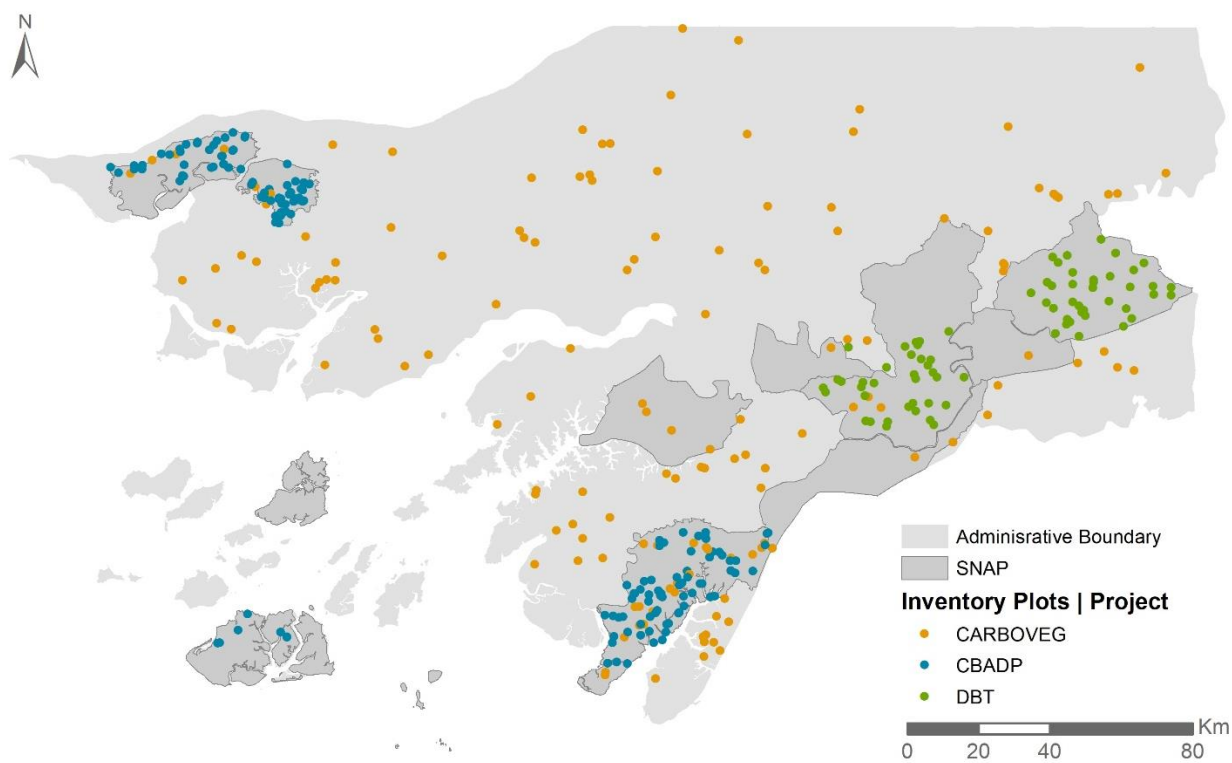 N
Adminisrative Boundary
SNAP
Inventory Plots | Project
CARBOVEG
CBADP
DBT
Km
0 20 40 80